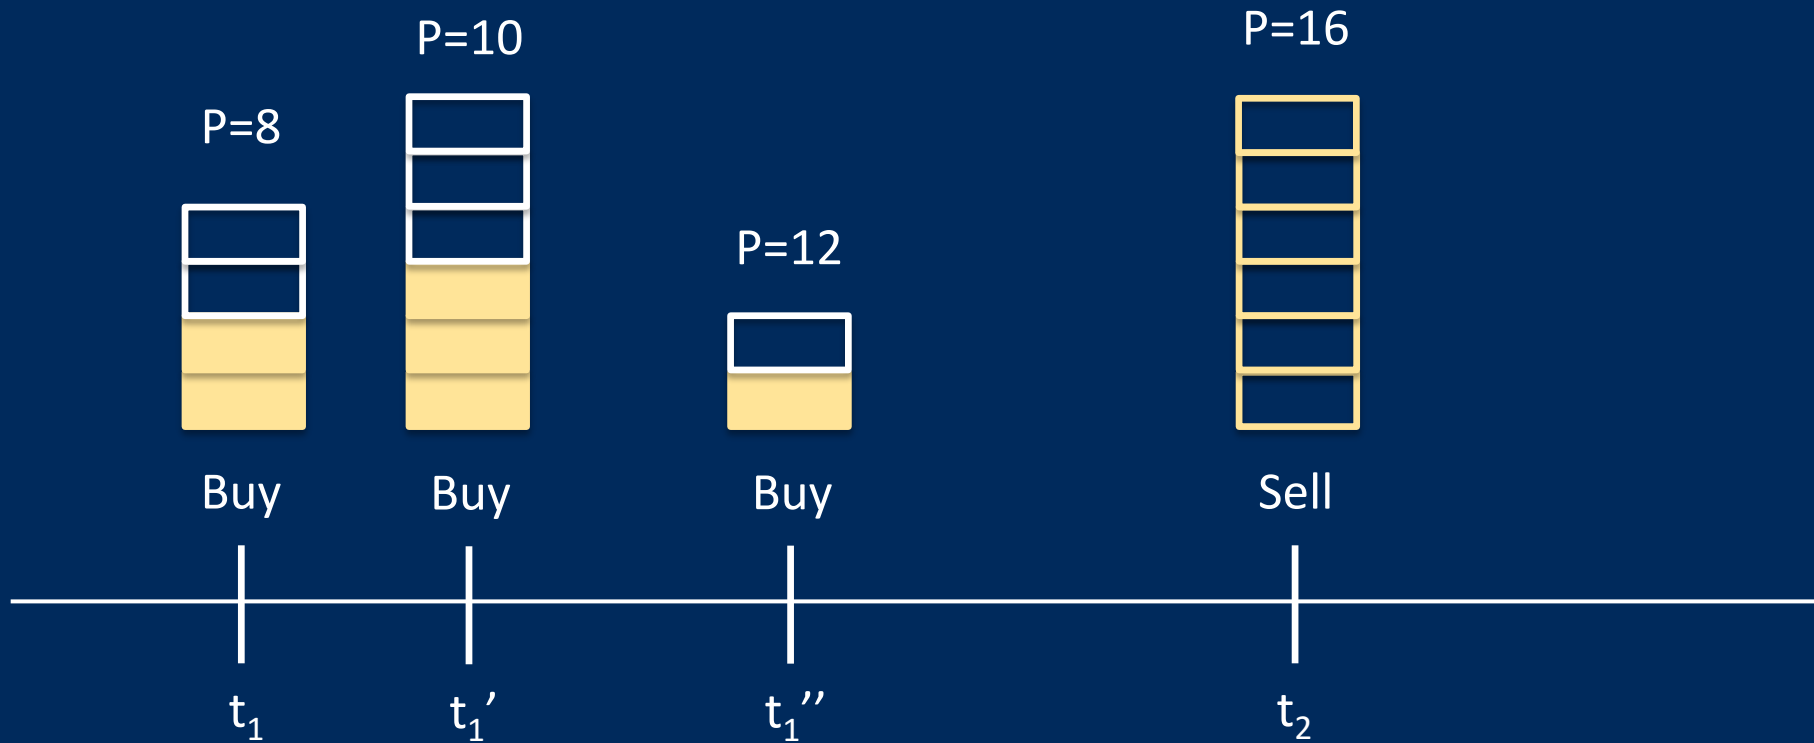 P=8
P=10
P=12
P=16
Buy
Buy
Buy
Sell
t₁
t₁’
t₁’’
t₂